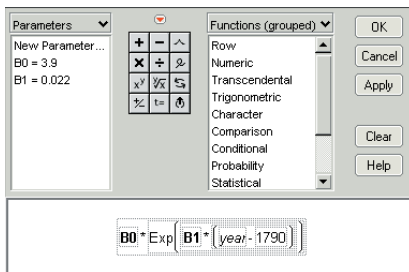 Parameters
New Parameter...
B0 = 3.9
B1 = 0.022
+ − ^
× ÷
x^y y√x
+/- t=
Functions (grouped)
Row
Numeric
Transcendental
Trigonometric
Character
Comparison
Conditional
Probability
Statistical
OK
Cancel
Apply
Clear
Help
B0 * Exp( B1 * ( year - 1790 ) )